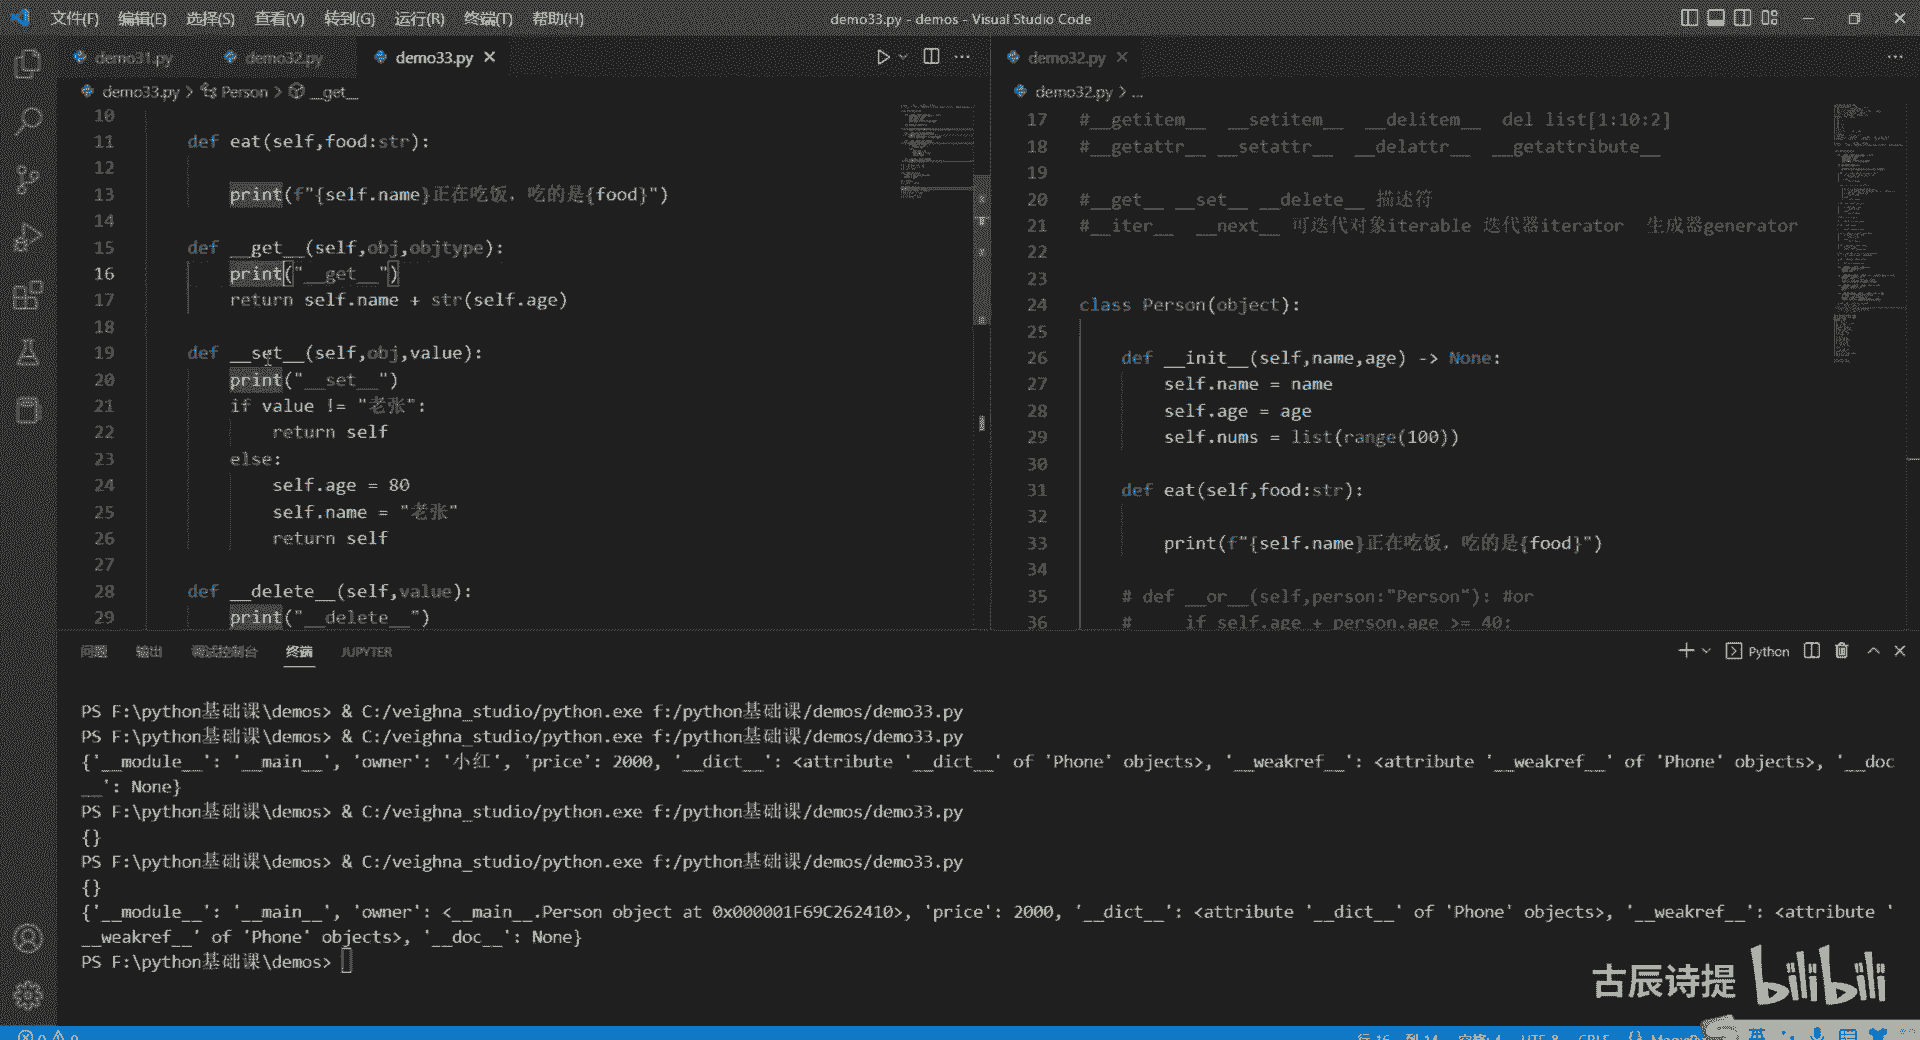 文件(F) 编辑(E) 选择(S) 查看(V) 转到(G) 运行(R) 终端(T) 帮助(H) demo33.py - demos - Visual Studio Code
demo31.py demo32.py demo33.py
demo33.py > Person > __get__
10
11 def eat(self,food:str):
12
13 print(f"{self.name}正在吃饭，吃的是{food}")
14
15 def __get__(self,obj,objtype):
16 print("__get__")
17 return self.name + str(self.age)
18
19 def __set__(self,obj,value):
20 print("__set__")
21 if value != "老张":
22 return self
23 else:
24 self.age = 80
25 self.name = "老张"
26 return self
27
28 def __delete__(self,value):
29 print("__delete__")
demo32.py
demo32.py > ...
17 #__getitem__ __setitem__ __delitem__ del list[1:10:2]
18 #__getattr__ __setattr__ __delattr__ __getattribute__
19
20 #__get__ __set__ __delete__ 描述符
21 #__iter__ __next__ 可迭代对象iterable 迭代器iterator 生成器generator
22
23
24 class Person(object):
25
26 def __init__(self,name,age) -> None:
27 self.name = name
28 self.age = age
29 self.nums = list(range(100))
30
31 def eat(self,food:str):
32
33 print(f"{self.name}正在吃饭，吃的是{food}")
34
35 # def __or__(self,person:"Person"): #or
36 # if self.age + person.age >= 40:
问题 输出 调试控制台 终端 JUPYTER
Python
PS F:\python基础课\demos> & C:/veighna_studio/python.exe f:/python基础课/demos/demo33.py
PS F:\python基础课\demos> & C:/veighna_studio/python.exe f:/python基础课/demos/demo33.py
{'__module__': '__main__', 'owner': '小红', 'price': 2000, '__dict__': <attribute '__dict__' of 'Phone' objects>, '__weakref__': <attribute '__weakref__' of 'Phone' objects>, '__doc
__': None}
PS F:\python基础课\demos> & C:/veighna_studio/python.exe f:/python基础课/demos/demo33.py
{}
PS F:\python基础课\demos> & C:/veighna_studio/python.exe f:/python基础课/demos/demo33.py
{}
{'__module__': '__main__', 'owner': <__main__.Person object at 0x000001F69C262410>, 'price': 2000, '__dict__': <attribute '__dict__' of 'Phone' objects>, '__weakref__': <attribute '
__weakref__' of 'Phone' objects>, '__doc__': None}
PS F:\python基础课\demos>
古辰诗提 bilibili